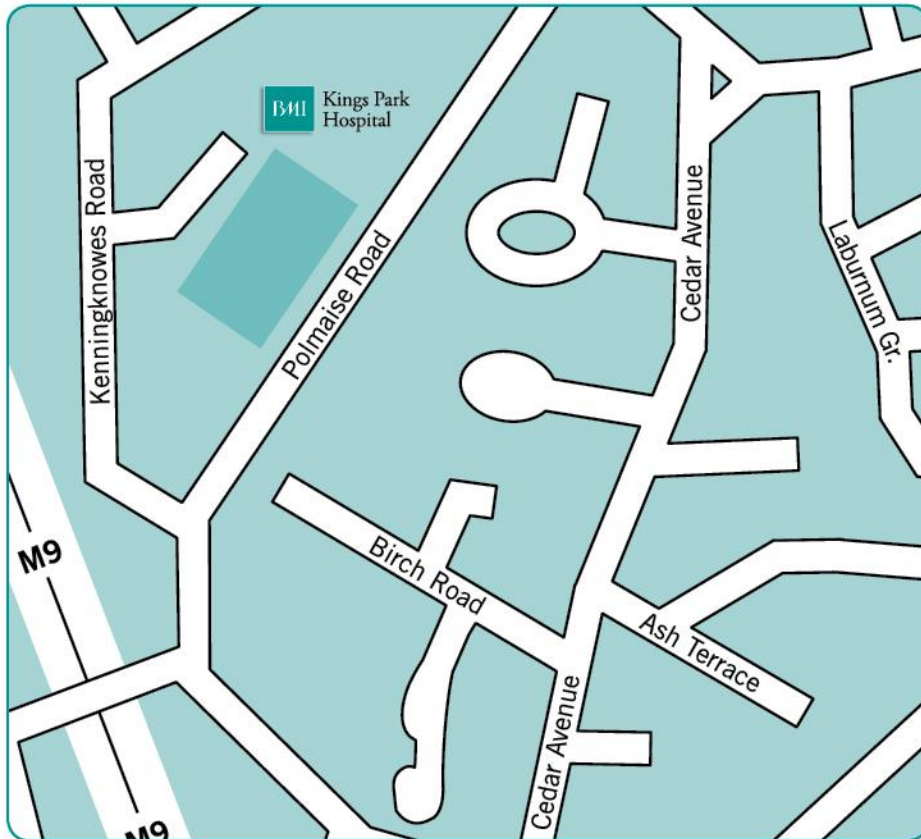 BMI Kings Park
Hospital
Kenningknowes Road
Polmaise Road
Cedar Avenue
Laburnum Gr.
M9
Birch Road
Ash Terrace
Cedar Avenue
M9